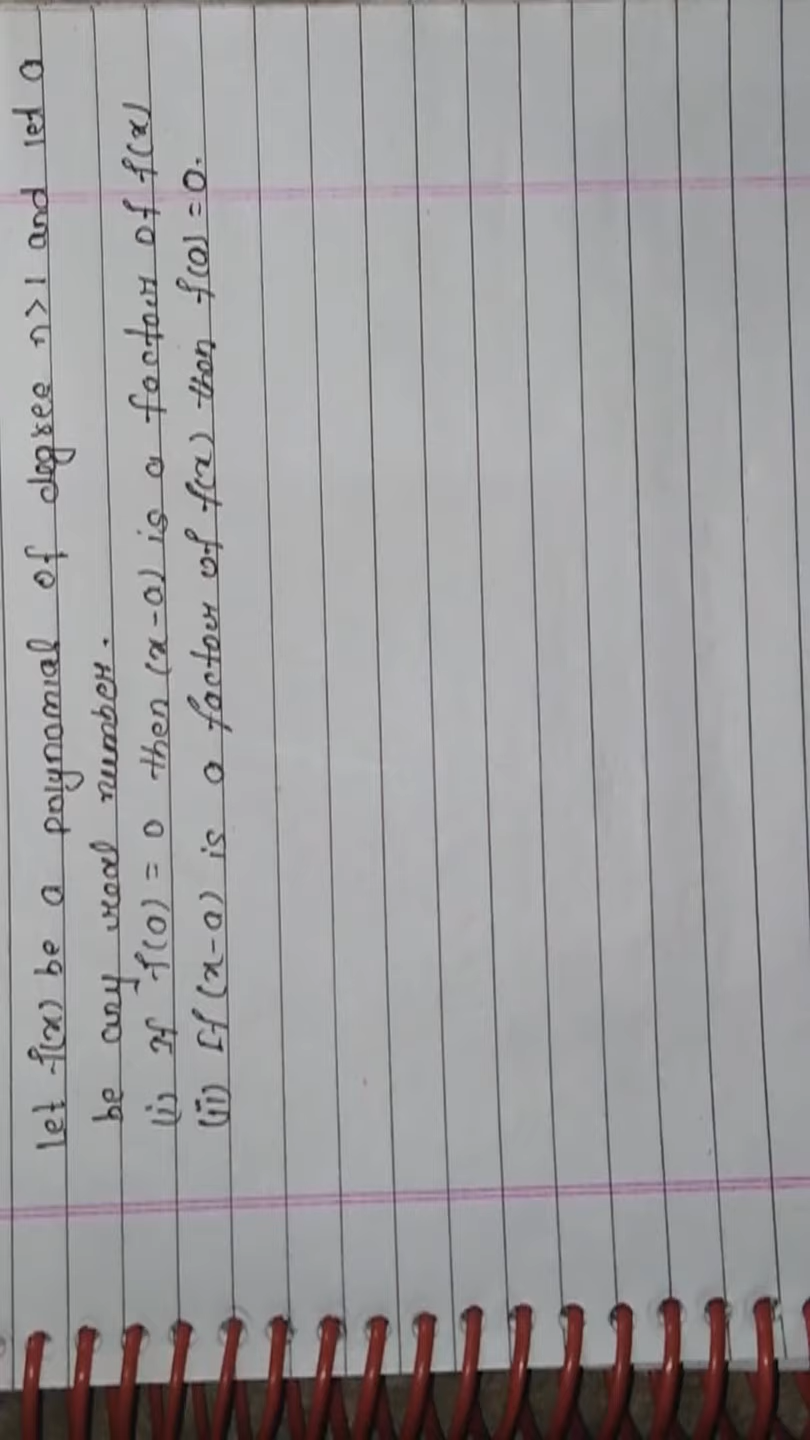 let f(x) be a polynomial of degree n>1 and let a
be any real number.
(i) If f(a) = 0 then (x-a) is a factor of f(x)
(ii) If (x-a) is a factor of f(x) then f(a) = 0.